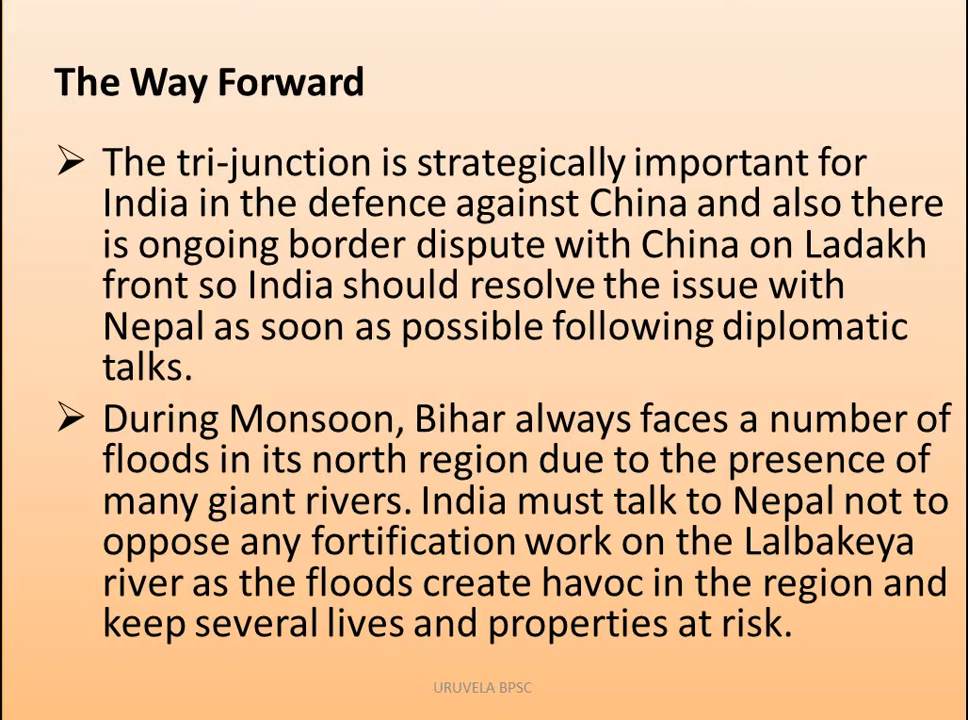 The Way Forward
➢ The tri-junction is strategically important for
India in the defence against China and also there
is ongoing border dispute with China on Ladakh
front so India should resolve the issue with
Nepal as soon as possible following diplomatic
talks.
➢ During Monsoon, Bihar always faces a number of
floods in its north region due to the presence of
many giant rivers. India must talk to Nepal not to
oppose any fortification work on the Lalbakeya
river as the floods create havoc in the region and
keep several lives and properties at risk.
URUVELA BPSC